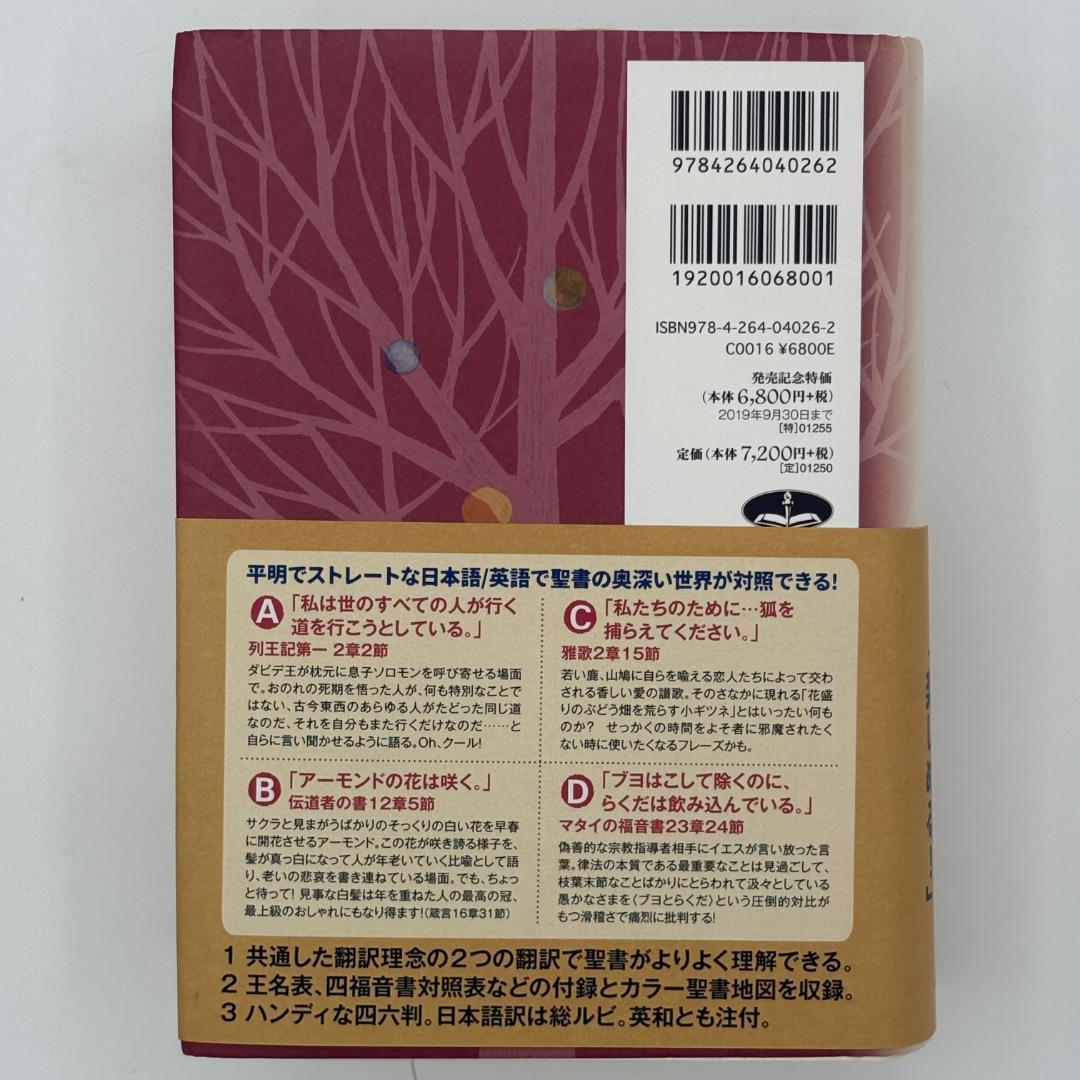 9784264040262
1920016068001
ISBN978-4-264-04026-2
C0016 ¥6800E
発売記念特価
(本体6,800円+税)
2019年9月30日まで
[特]01255
定価(本体7,200円+税)
[定]01250
平明でストレートな日本語/英語で聖書の奥深い世界が対照できる!
A 「私は世のすべての人が行く
道を行こうとしている。」
列王記第一 2章2節
ダビデ王が枕元に息子ソロモンを呼び寄せる場面
で。おのれの死期を悟った人が、何も特別なことで
はない、古今東西のあらゆる人がたどった同じ道
なのだ、それを自分もまた行くだけなのだ……と
自らに言い聞かせるように語る。Oh、クール!
B 「アーモンドの花は咲く。」
伝道者の書12章5節
サクラと見まがうばかりのそっくりの白い花を早春
に開花させるアーモンド。この花が咲き誇る様子を、
髪が真っ白になって人が年老いていく比喩として語
り、老いの悲哀を書き連ねている場面。でも、ちょっ
と待って! 見事な白髪は年を重ねた人の最高の冠、
最上級のおしゃれにもなり得ます!(箴言16章31節)
C 「私たちのために…狐を
捕らえてください。」
雅歌2章15節
若い鹿、山鳩に自らを喩える恋人たちによって交わ
される香しい愛の讃歌。そのさなかに現れる「花盛
りのぶどう畑を荒らす小ギツネ」とはいったい何も
のか? せっかくの時間をよそ者に邪魔されたく
ない時に使いたくなるフレーズかも。
D 「ブヨはこして除くのに、
らくだは飲み込んでいる。」
マタイの福音書23章24節
偽善的な宗教指導者相手にイエスが言い放った言
葉。律法の本質である最重要なことは見過ごして、
枝葉末節なことばかりにとらわれて汲々としている
愚かなさまを〈ブヨとらくだ〉という圧倒的対比が
もつ滑稽さで痛烈に批判する!
1 共通した翻訳理念の2つの翻訳で聖書がよりよく理解できる。
2 王名表、四福音書対照表などの付録とカラー聖書地図を収録。
3 ハンディな四六判。日本語訳は総ルビ。英和とも注付。